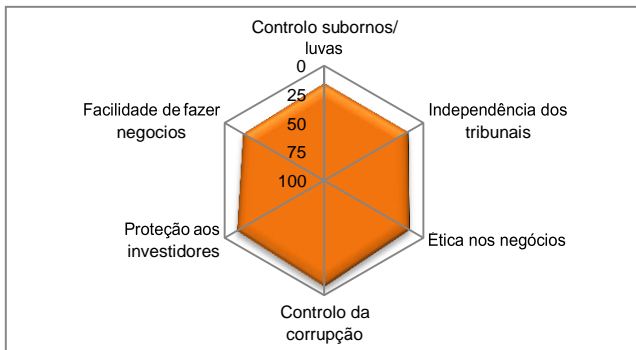 Controlo subornos/
luvas
0
25
50
75
100
Facilidade de fazer
negocios
Independência dos
tribunais
Proteção aos
investidores
Etica nos negócios
Controlo da
corrupção